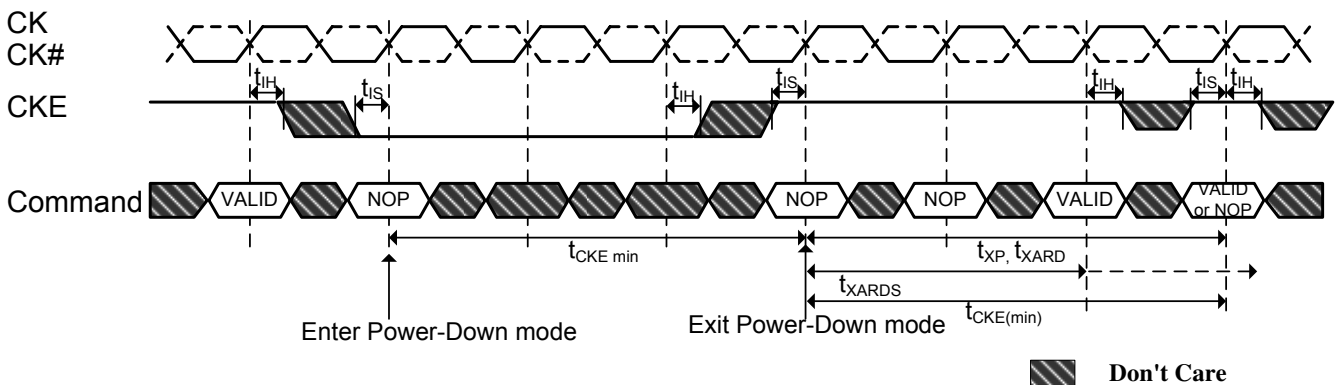 CK
CK#
tIH
tIS
tIH
tIS
tIH
tIS
tIH
CKE
Command
VALID
NOP
NOP
NOP
VALID
VALID
or NOP
tCKE min
tXP, tXARD
tXARDS
tCKE(min)
Enter Power-Down mode
Exit Power-Down mode
Don't Care